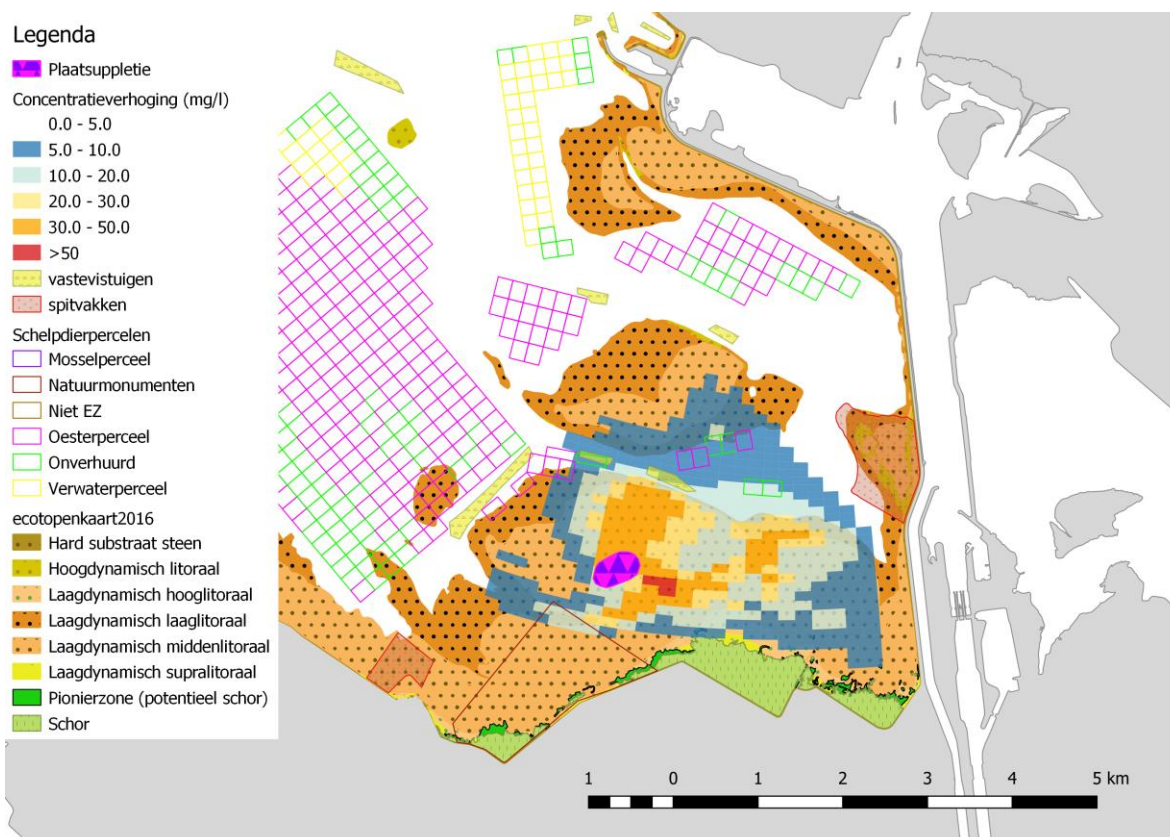 Legenda
Plaatsuppletie
Concentratieverhoging (mg/l)
0.0 - 5.0
5.0 - 10.0
10.0 - 20.0
20.0 - 30.0
30.0 - 50.0
>50
vastevistuigen
spitvakken
Schelpdierpercelen
Mosselperceel
Natuurmonumenten
Niet EZ
Oesterperceel
Onverhuurd
Verwaterperceel
ecotopenkaart2016
Hard substraat steen
Hoogdynamisch litoraal
Laagdynamisch hooglitoraal
Laagdynamisch laaglitoraal
Laagdynamisch middenlitoraal
Laagdynamisch supralitoraal
Pionierzone (potentieel schor)
Schor
1 0 1 2 3 4 5 km